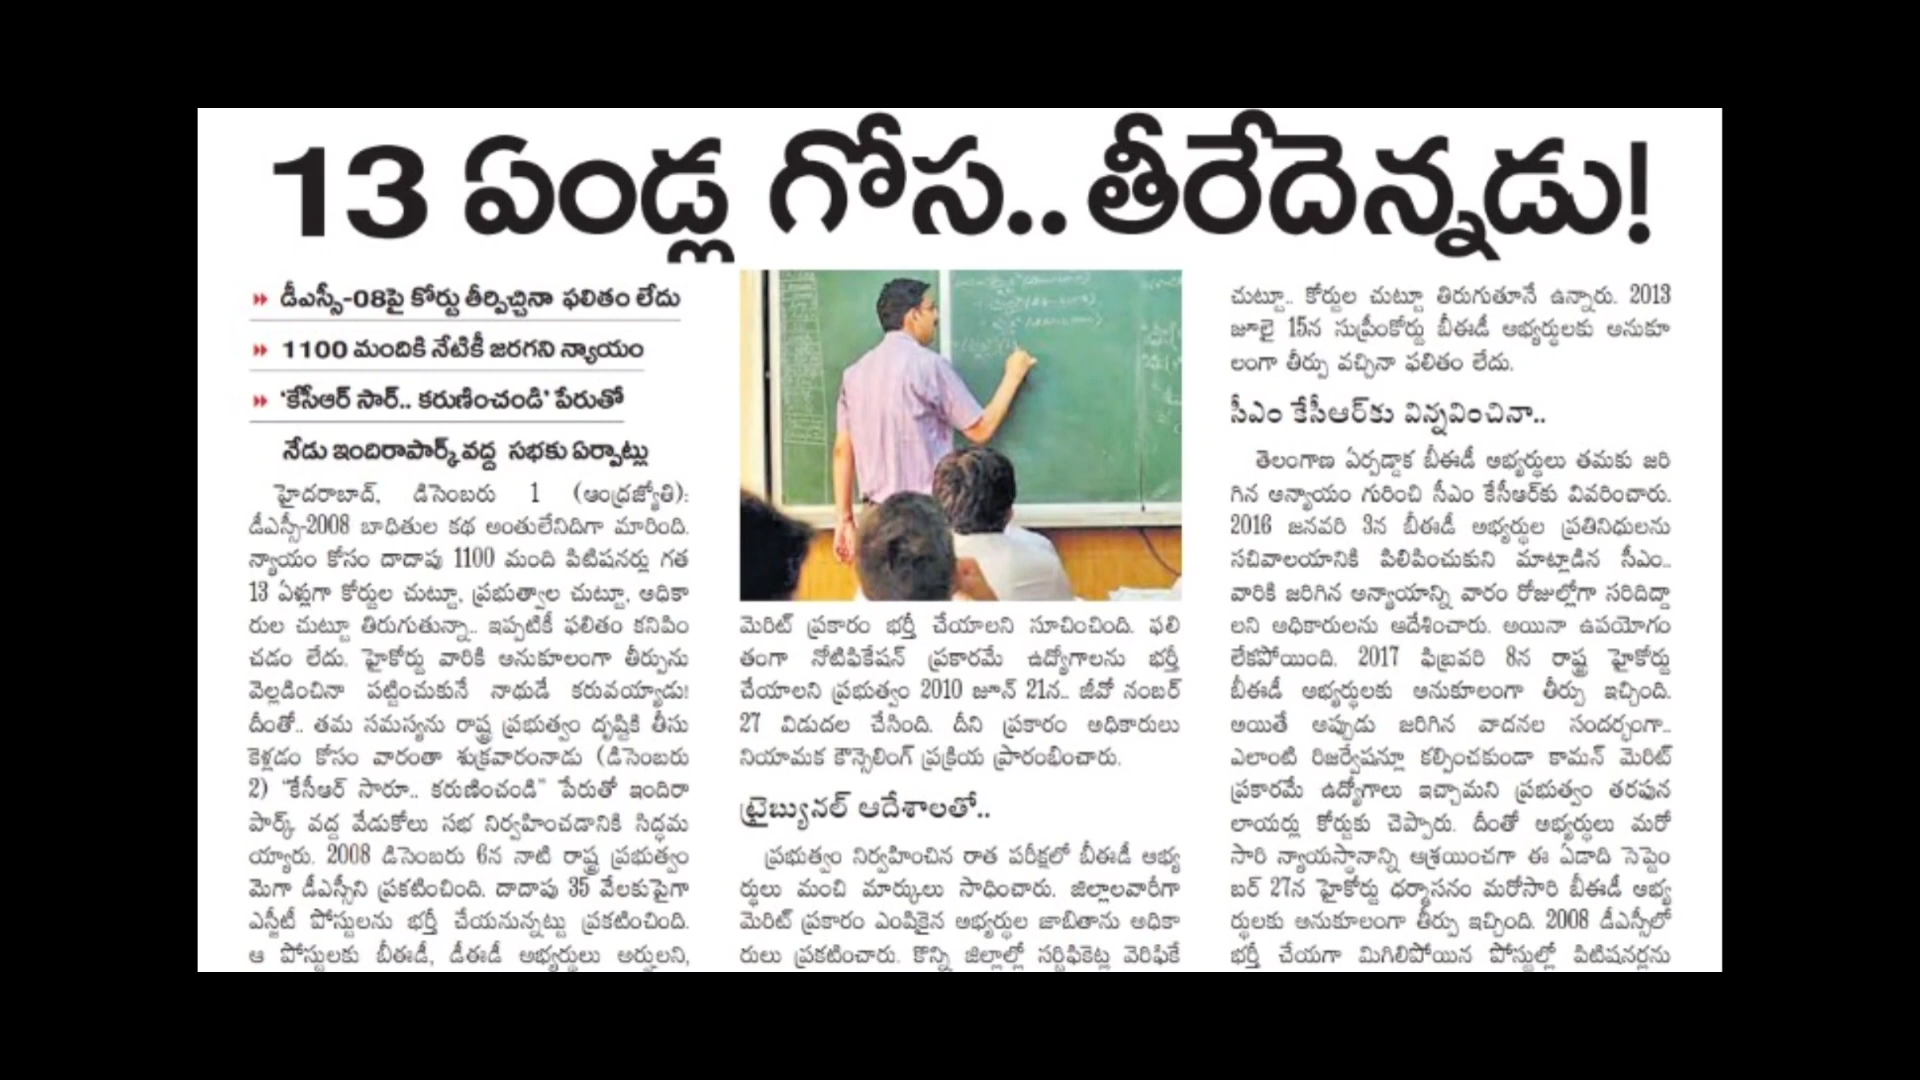 13 ఏండ్ల గోస.. తీరేదెన్నడు!
డీఎస్సీ-08పై కోర్టు తీర్పిచ్చినా ఫలితం లేదు
1100 మందికి నేటికీ జరగని న్యాయం
‘కేసీఆర్ సార్.. కరుణించండి’ పేరుతో
నేడు ఇందిరాపార్క్ వద్ద సభకు ఏర్పాట్లు
హైదరాబాద్, డిసెంబరు 1 (ఆంధ్రజ్యోతి):
డీఎస్సీ-2008 బాధితుల కథ అంతులేనిదిగా మారింది.
న్యాయం కోసం దాదాపు 1100 మంది పిటిషనర్లు గత
13 ఏళ్లుగా కోర్టుల చుట్టూ, ప్రభుత్వాల చుట్టూ, అధికా
రుల చుట్టూ తిరుగుతున్నా.. ఇప్పటికీ ఫలితం కనిపిం
చడం లేదు. హైకోర్టు వారికి అనుకూలంగా తీర్పును
వెల్లడించినా పట్టించుకునే నాథుడే కరువయ్యాడు!
దీంతో.. తమ సమస్యను రాష్ట్ర ప్రభుత్వం దృష్టికి తీసు
కెళ్లడం కోసం వారంతా శుక్రవారంనాడు (డిసెంబరు
2) “కేసీఆర్ సారూ.. కరుణించండి” పేరుతో ఇందిరా
పార్క్ వద్ద వేడుకోలు సభ నిర్వహించడానికి సిద్ధమ
య్యారు. 2008 డిసెంబరు 6న నాటి రాష్ట్ర ప్రభుత్వం
మెగా డీఎస్సీని ప్రకటించింది. దాదాపు 35 వేలకుపైగా
ఎస్జీటీ పోస్టులను భర్తీ చేయనున్నట్టు ప్రకటించింది.
ఆ పోస్టులకు బీఈడీ, డీఈడీ అభ్యర్థులు అర్హులని,
మెరిట్ ప్రకారం భర్తీ చేయాలని సూచించింది. ఫలి
తంగా నోటిఫికేషన్ ప్రకారమే ఉద్యోగాలను భర్తీ
చేయాలని ప్రభుత్వం 2010 జూన్ 21న.. జీవో నంబర్
27 విడుదల చేసింది. దీని ప్రకారం అధికారులు
నియామక కౌన్సెలింగ్ ప్రక్రియ ప్రారంభించారు.
ట్రైబ్యునల్ ఆదేశాలతో..
ప్రభుత్వం నిర్వహించిన రాత పరీక్షలో బీఈడీ అభ్య
ర్థులు మంచి మార్కులు సాధించారు. జిల్లాలవారీగా
మెరిట్ ప్రకారం ఎంపికైన అభ్యర్థుల జాబితాను అధికా
రులు ప్రకటించారు. కొన్ని జిల్లాల్లో సర్టిఫికెట్ల వెరిఫికే
చుట్టూ.. కోర్టుల చుట్టూ తిరుగుతూనే ఉన్నారు. 2013
జూలై 15న సుప్రీంకోర్టు బీఈడీ అభ్యర్థులకు అనుకూ
లంగా తీర్పు వచ్చినా ఫలితం లేదు.
సీఎం కేసీఆర్‌కు విన్నవించినా..
తెలంగాణ ఏర్పడ్డాక బీఈడీ అభ్యర్థులు తమకు జరి
గిన అన్యాయం గురించి సీఎం కేసీఆర్‌కు వివరించారు.
2016 జనవరి 3న బీఈడీ అభ్యర్థుల ప్రతినిధులను
సచివాలయానికి పిలిపించుకుని మాట్లాడిన సీఎం..
వారికి జరిగిన అన్యాయాన్ని వారం రోజుల్లోగా సరిదిద్దా
లని అధికారులను ఆదేశించారు. అయినా ఉపయోగం
లేకపోయింది. 2017 ఫిబ్రవరి 8న రాష్ట్ర హైకోర్టు
బీఈడీ అభ్యర్థులకు అనుకూలంగా తీర్పు ఇచ్చింది.
అయితే అప్పుడు జరిగిన వాదనల సందర్భంగా..
ఎలాంటి రిజర్వేషన్లూ కల్పించకుండా కామన్ మెరిట్
ప్రకారమే ఉద్యోగాలు ఇచ్చామని ప్రభుత్వం తరఫున
లాయర్లు కోర్టుకు చెప్పారు. దీంతో అభ్యర్థులు మరో
సారి న్యాయస్థానాన్ని ఆశ్రయించగా ఈ ఏడాది సెప్టెం
బర్ 27న హైకోర్టు ధర్మాసనం మరోసారి బీఈడీ అభ్య
ర్థులకు అనుకూలంగా తీర్పు ఇచ్చింది. 2008 డీఎస్సీలో
భర్తీ చేయగా మిగిలిపోయిన పోస్టుల్లో పిటిషనర్లను